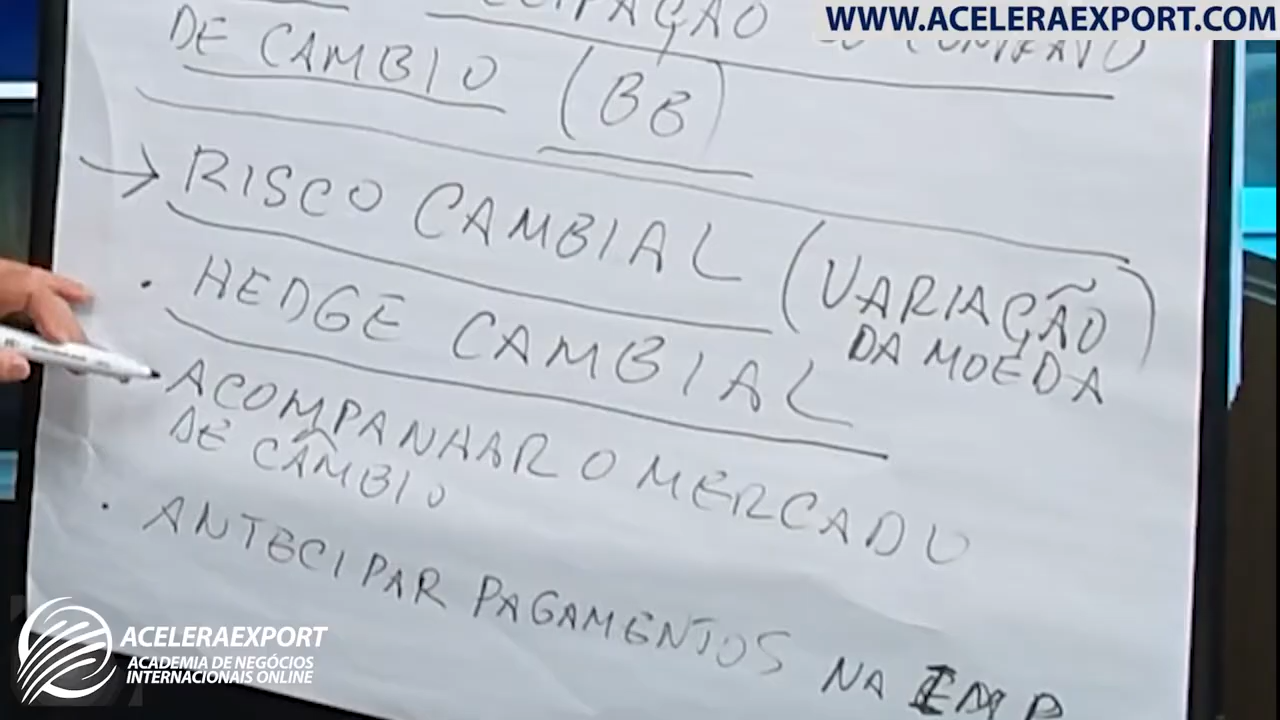 WWW.ACELERAEXPORT.COM
DE CAMBIO (BB)
→ RISCO CAMBIAL (VARIAÇÃO
DA MOEDA)
• HEDGE CAMBIAL
• ACOMPANHAR O MERCADO
DE CÂMBIO
• ANTECIPAR PAGAMENTOS NA
ACELERAEXPORT
ACADEMIA DE NEGÓCIOS
INTERNACIONAIS ONLINE